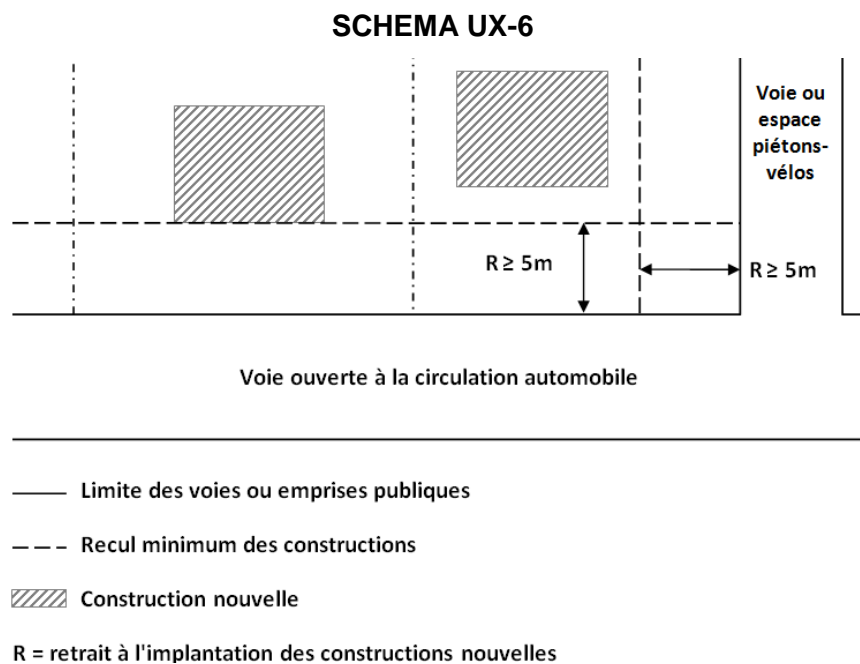 SCHEMA UX-6
Voie ou
espace
piétons-
vélos
R ≥ 5m
R ≥ 5m
Voie ouverte à la circulation automobile
Limite des voies ou emprises publiques
Recul minimum des constructions
Construction nouvelle
R = retrait à l'implantation des constructions nouvelles